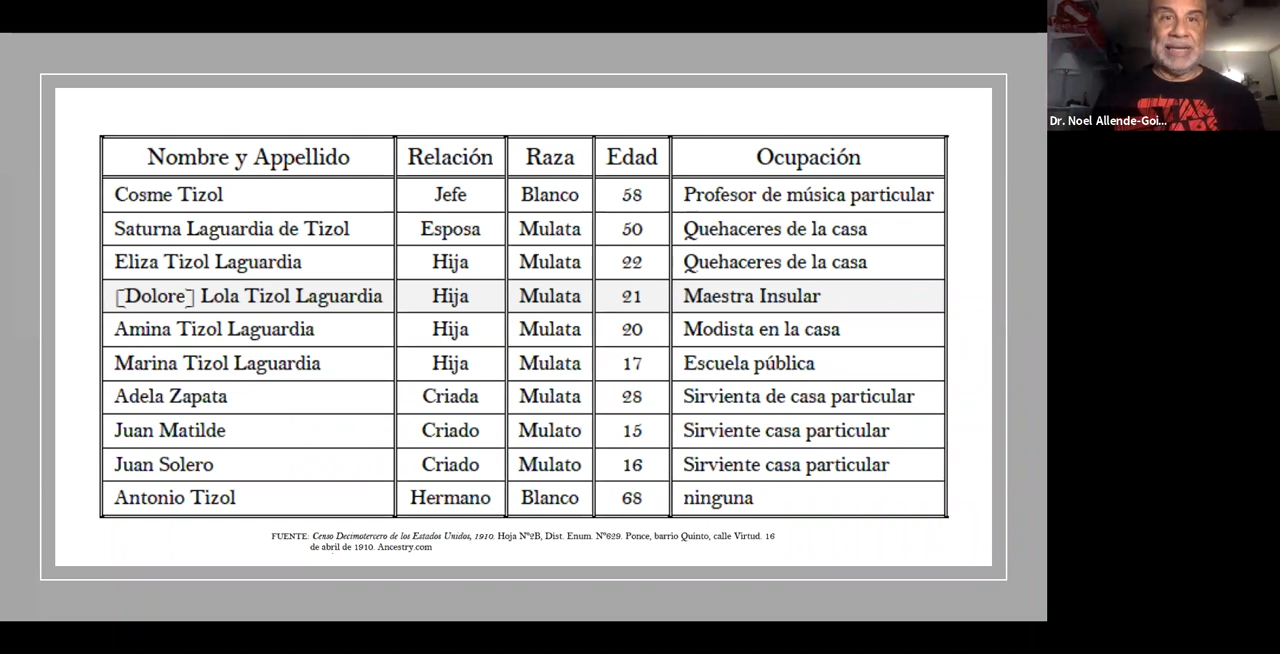 Nombre y Appellido Relación Raza Edad Ocupación
Cosme Tizol Jefe Blanco 58 Profesor de música particular
Saturna Laguardia de Tizol Esposa Mulata 50 Quehaceres de la casa
Eliza Tizol Laguardia Hija Mulata 22 Quehaceres de la casa
[Dolore] Lola Tizol Laguardia Hija Mulata 21 Maestra Insular
Amina Tizol Laguardia Hija Mulata 20 Modista en la casa
Marina Tizol Laguardia Hija Mulata 17 Escuela pública
Adela Zapata Criada Mulata 28 Sirvienta de casa particular
Juan Matilde Criado Mulato 15 Sirviente casa particular
Juan Solero Criado Mulato 16 Sirviente casa particular
Antonio Tizol Hermano Blanco 68 ninguna
FUENTE: Censo Decimotercero de los Estados Unidos, 1910. Hoja N°2B, Dist. Enum. N°629. Ponce, barrio Quinto, calle Virtud. 16
de abril de 1910. Ancestry.com
STAR
WARS
Dr. Noel Allende-Goi...